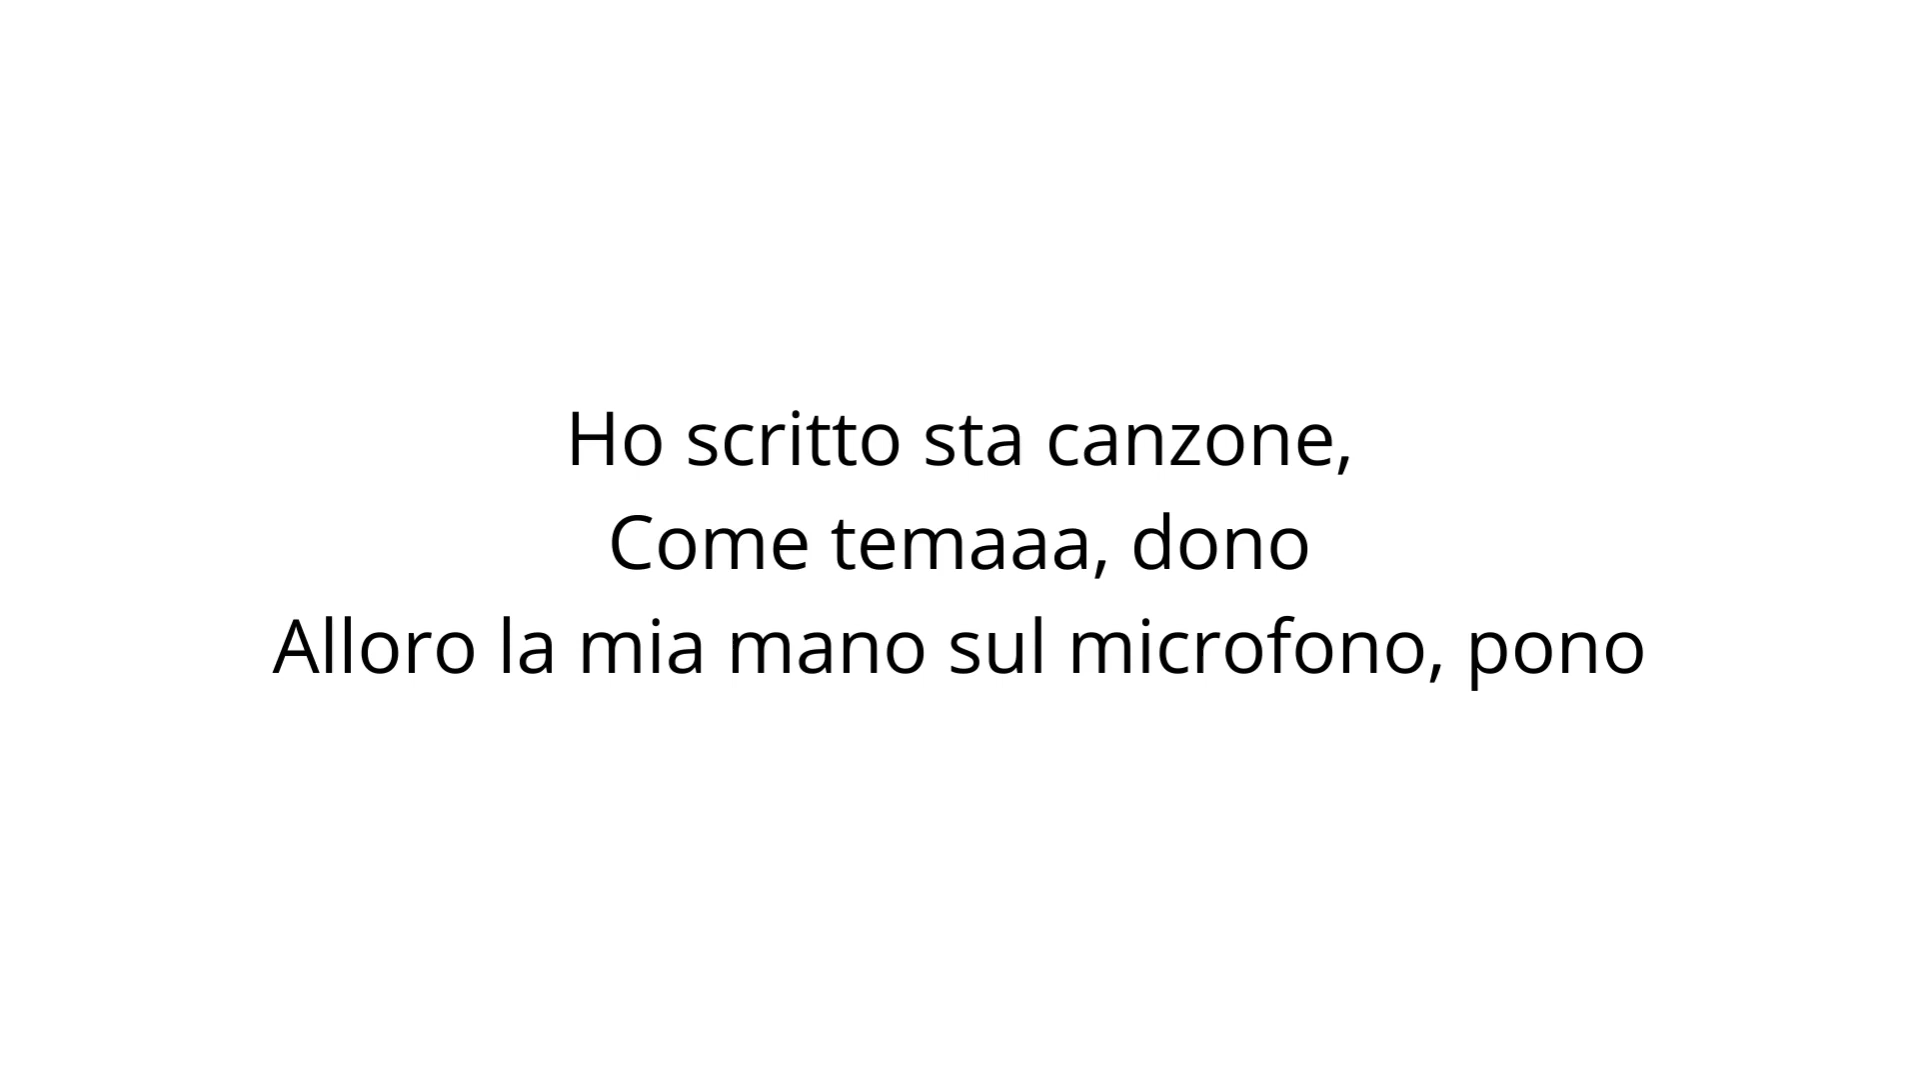 Ho scritto sta canzone,
Come temaaa, dono
Alloro la mia mano sul microfono, pono